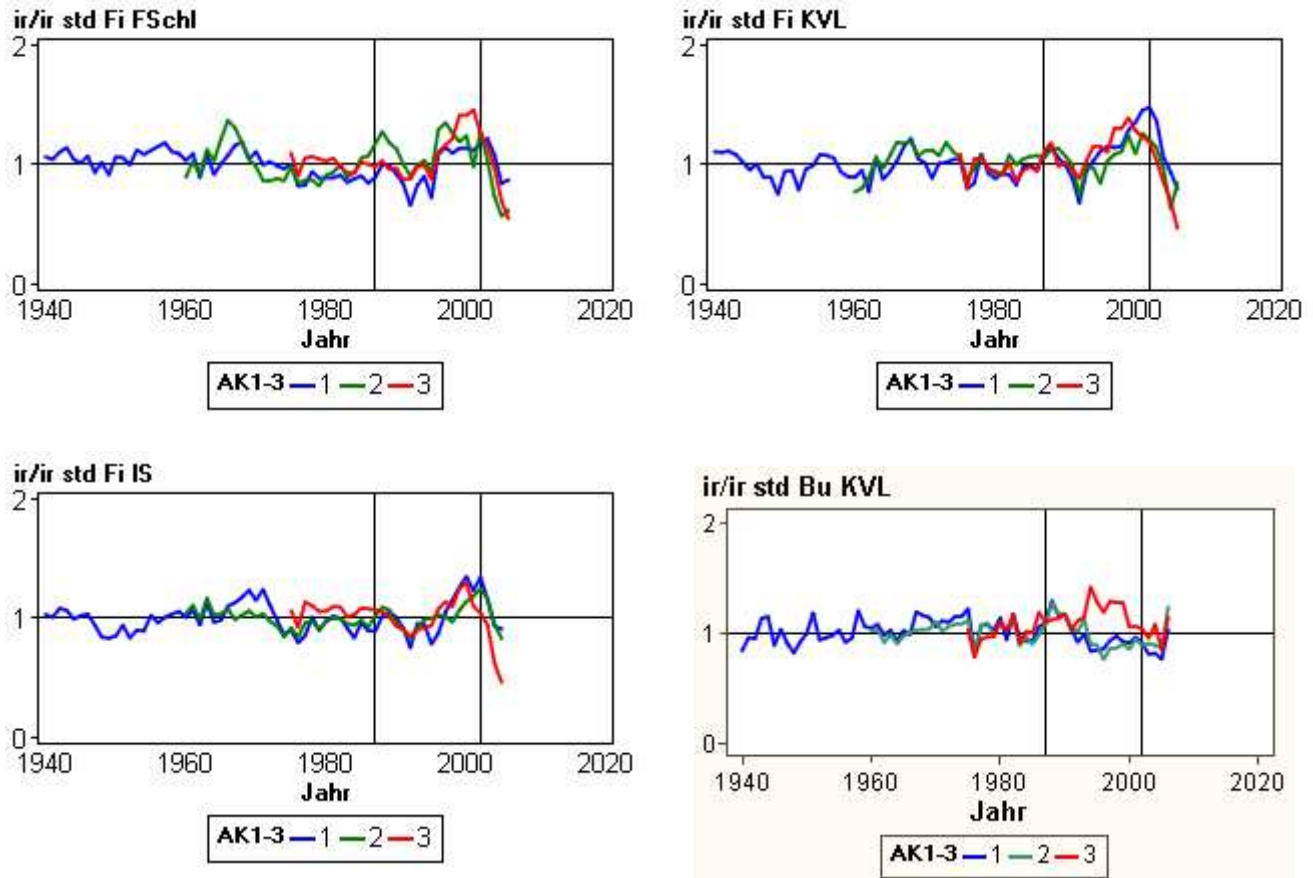 ir/ir std Fi FSchl
2
1
0
1940 1960 1980 2000 2020
Jahr
AK1-3 1 2 3
ir/ir std Fi KVL
2
1
0
1940 1960 1980 2000 2020
Jahr
AK1-3 1 2 3
ir/ir std Fi IS
2
1
0
1940 1960 1980 2000 2020
Jahr
AK1-3 1 2 3
ir/ir std Bu KVL
2
1
0
1940 1960 1980 2000 2020
Jahr
AK1-3 1 2 3